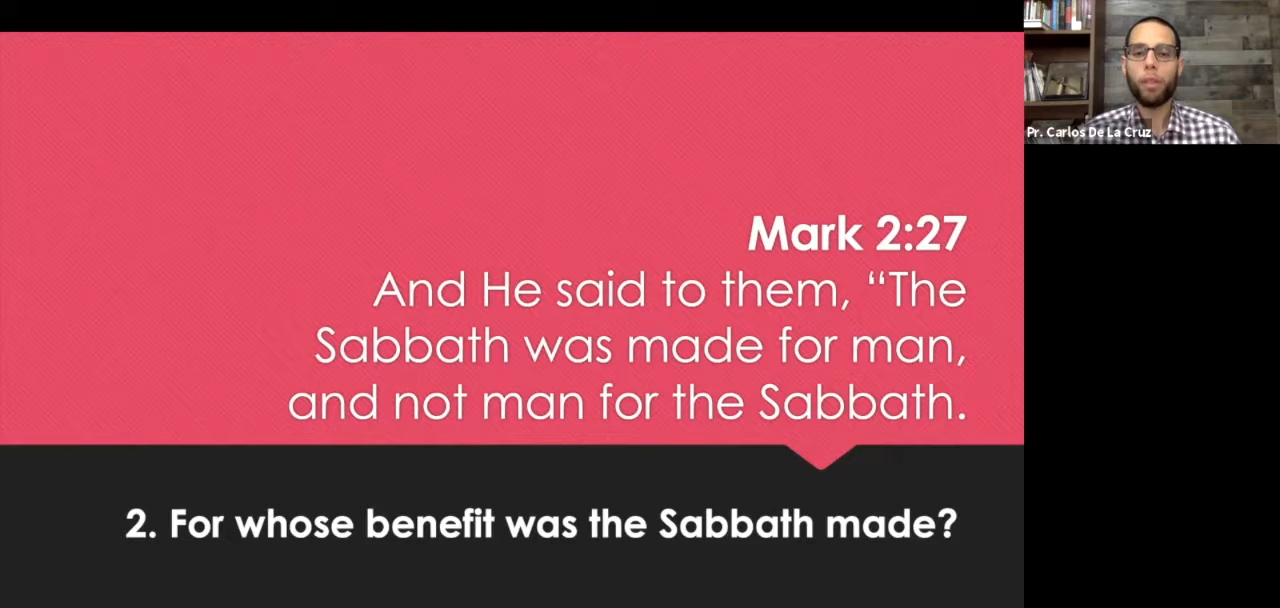 Mark 2:27
And He said to them, “The
Sabbath was made for man,
and not man for the Sabbath.
2. For whose benefit was the Sabbath made?
Pr. Carlos De La Cruz